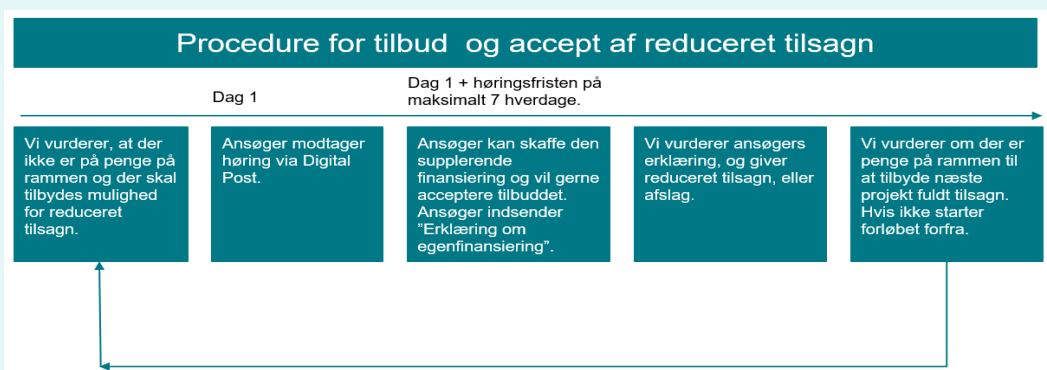 Procedure for tilbud og accept af reduceret tilsagn
Dag 1
Dag 1 + høringsfristen på
maksimalt 7 hverdage.
Vi vurderer, at der
ikke er på penge på
rammen og der skal
tilbydes mulighed
for reduceret
tilsagn.
Ansøger modtager
høring via Digital
Post.
Ansøger kan skaffe den
supplerende
finansiering og vil gerne
acceptere tilbuddet.
Ansøger indsender
”Erklæring om
egenfinansiering”.
Vi vurderer ansøgers
erklæring, og giver
reduceret tilsagn, eller
afslag.
Vi vurderer om der er
penge på rammen til
at tilbyde næste
projekt fuldt tilsagn.
Hvis ikke starter
forløbet forfra.